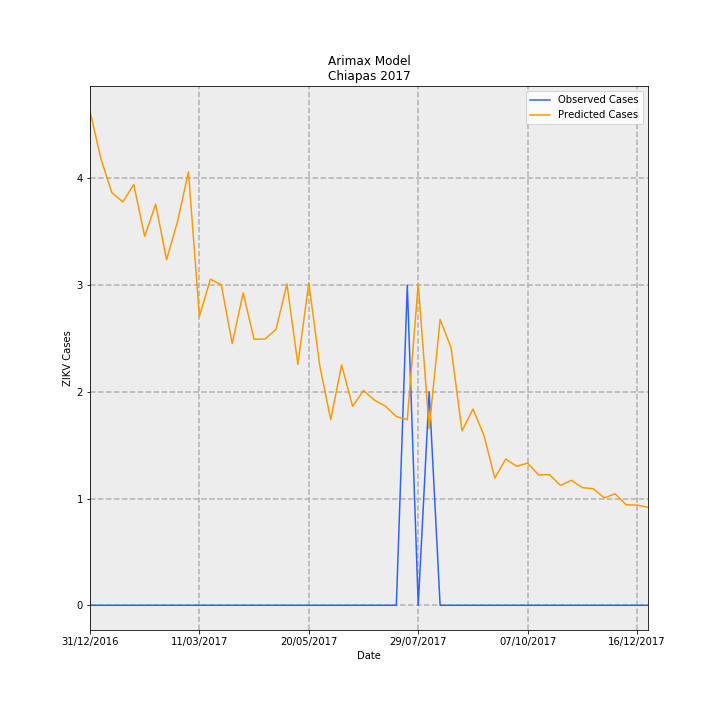 Arimax Model
Chiapas 2017
Observed Cases
Predicted Cases
ZIKV Cases
4
3
2
1
0
31/12/2016 11/03/2017 20/05/2017 29/07/2017 07/10/2017 16/12/2017
Date